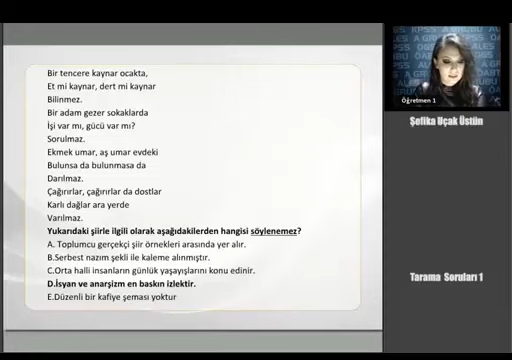 Bir tencere kaynar ocakta,
Et mi kaynar, dert mi kaynar
Bilinmez.
Bir adam gezer sokaklarda
İşi var mı, gücü var mı?
Sorulmaz.
Ekmek umar, aş umar evdeki
Bulunsa da bulunmasa da
Darılmaz.
Çağırırlar, çağırırlar da dostlar
Karlı dağlar ara yerde
Varılmaz.
Yukarıdaki şiirle ilgili olarak aşağıdakilerden hangisi söylenemez?
A. Toplumcu gerçekçi şiir örnekleri arasında yer alır.
B.Serbest nazım şekli ile kaleme alınmıştır.
C.Orta halli insanların günlük yaşayışlarını konu edinir.
D.İsyan ve anarşizm en baskın izlektir.
E.Düzenli bir kafiye şeması yoktur
Öğretmen 1
Şefika Uçak Üstün
Tarama Soruları 1